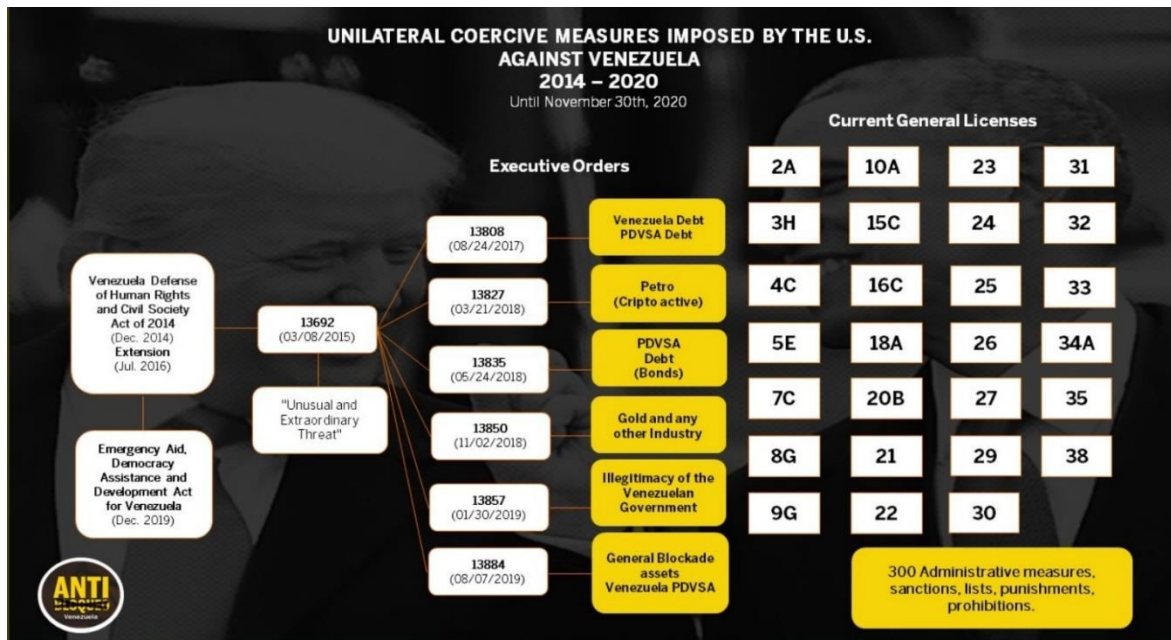 UNILATERAL COERCIVE MEASURES IMPOSED BY THE U.S.
AGAINST VENEZUELA
2014 – 2020
Until November 30th, 2020
Executive Orders
Venezuela Defense
of Human Rights
and Civil Society
Act of 2014
(Dec. 2014)
Extension
(Jul. 2016)
Emergency Aid,
Democracy
Assistance and
Development Act
for Venezuela
(Dec. 2019)
13692
(03/08/2015)
"Unusual and
Extraordinary
Threat"
13808
(08/24/2017)
Venezuela Debt
PDVSA Debt
13827
(03/21/2018)
Petro
(Cripto active)
13835
(05/24/2018)
PDVSA
Debt
(Bonds)
13850
(11/02/2018)
Gold and any
other Industry
13857
(01/30/2019)
Illegitimacy of the
Venezuelan
Government
13884
(08/07/2019)
General Blockade
assets
Venezuela PDVSA
Current General Licenses
2A 10A 23 31
3H 15C 24 32
4C 16C 25 33
5E 18A 26 34A
7C 20B 27 35
8G 21 29 38
9G 22 30
300 Administrative measures,
sanctions, lists, punishments,
prohibitions.
ANTI
BLOQUEO
Venezuela